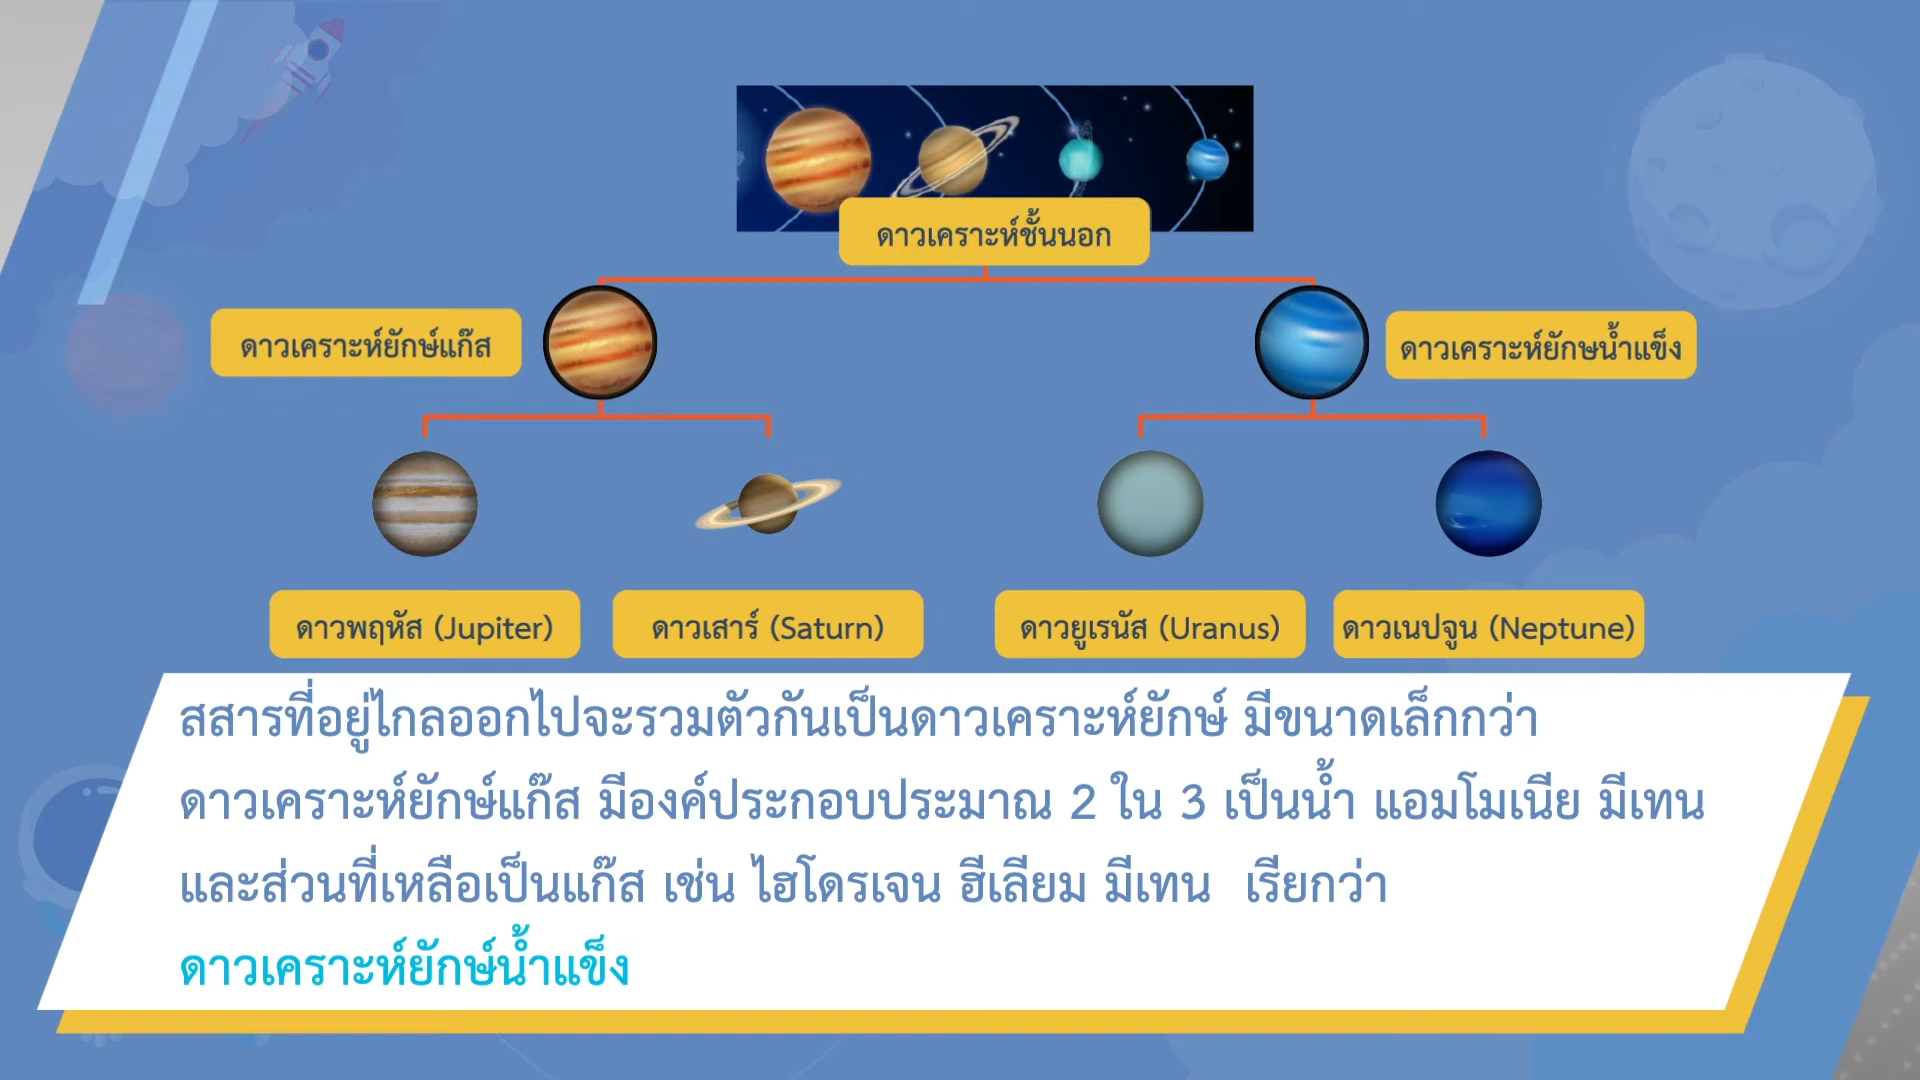 ดาวเคราะห์ชั้นนอก
ดาวเคราะห์ยักษ์แก๊ส
ดาวเคราะห์ยักษน้ำแข็ง
ดาวพฤหัส (Jupiter)
ดาวเสาร์ (Saturn)
ดาวยูเรนัส (Uranus)
ดาวเนปจูน (Neptune)
สสารที่อยู่ไกลออกไปจะรวมตัวกันเป็นดาวเคราะห์ยักษ์ มีขนาดเล็กกว่า
ดาวเคราะห์ยักษ์แก๊ส มีองค์ประกอบประมาณ 2 ใน 3 เป็นน้ำ แอมโมเนีย มีเทน
และส่วนที่เหลือเป็นแก๊ส เช่น ไฮโดรเจน ฮีเลียม มีเทน เรียกว่า
ดาวเคราะห์ยักษ์น้ำแข็ง